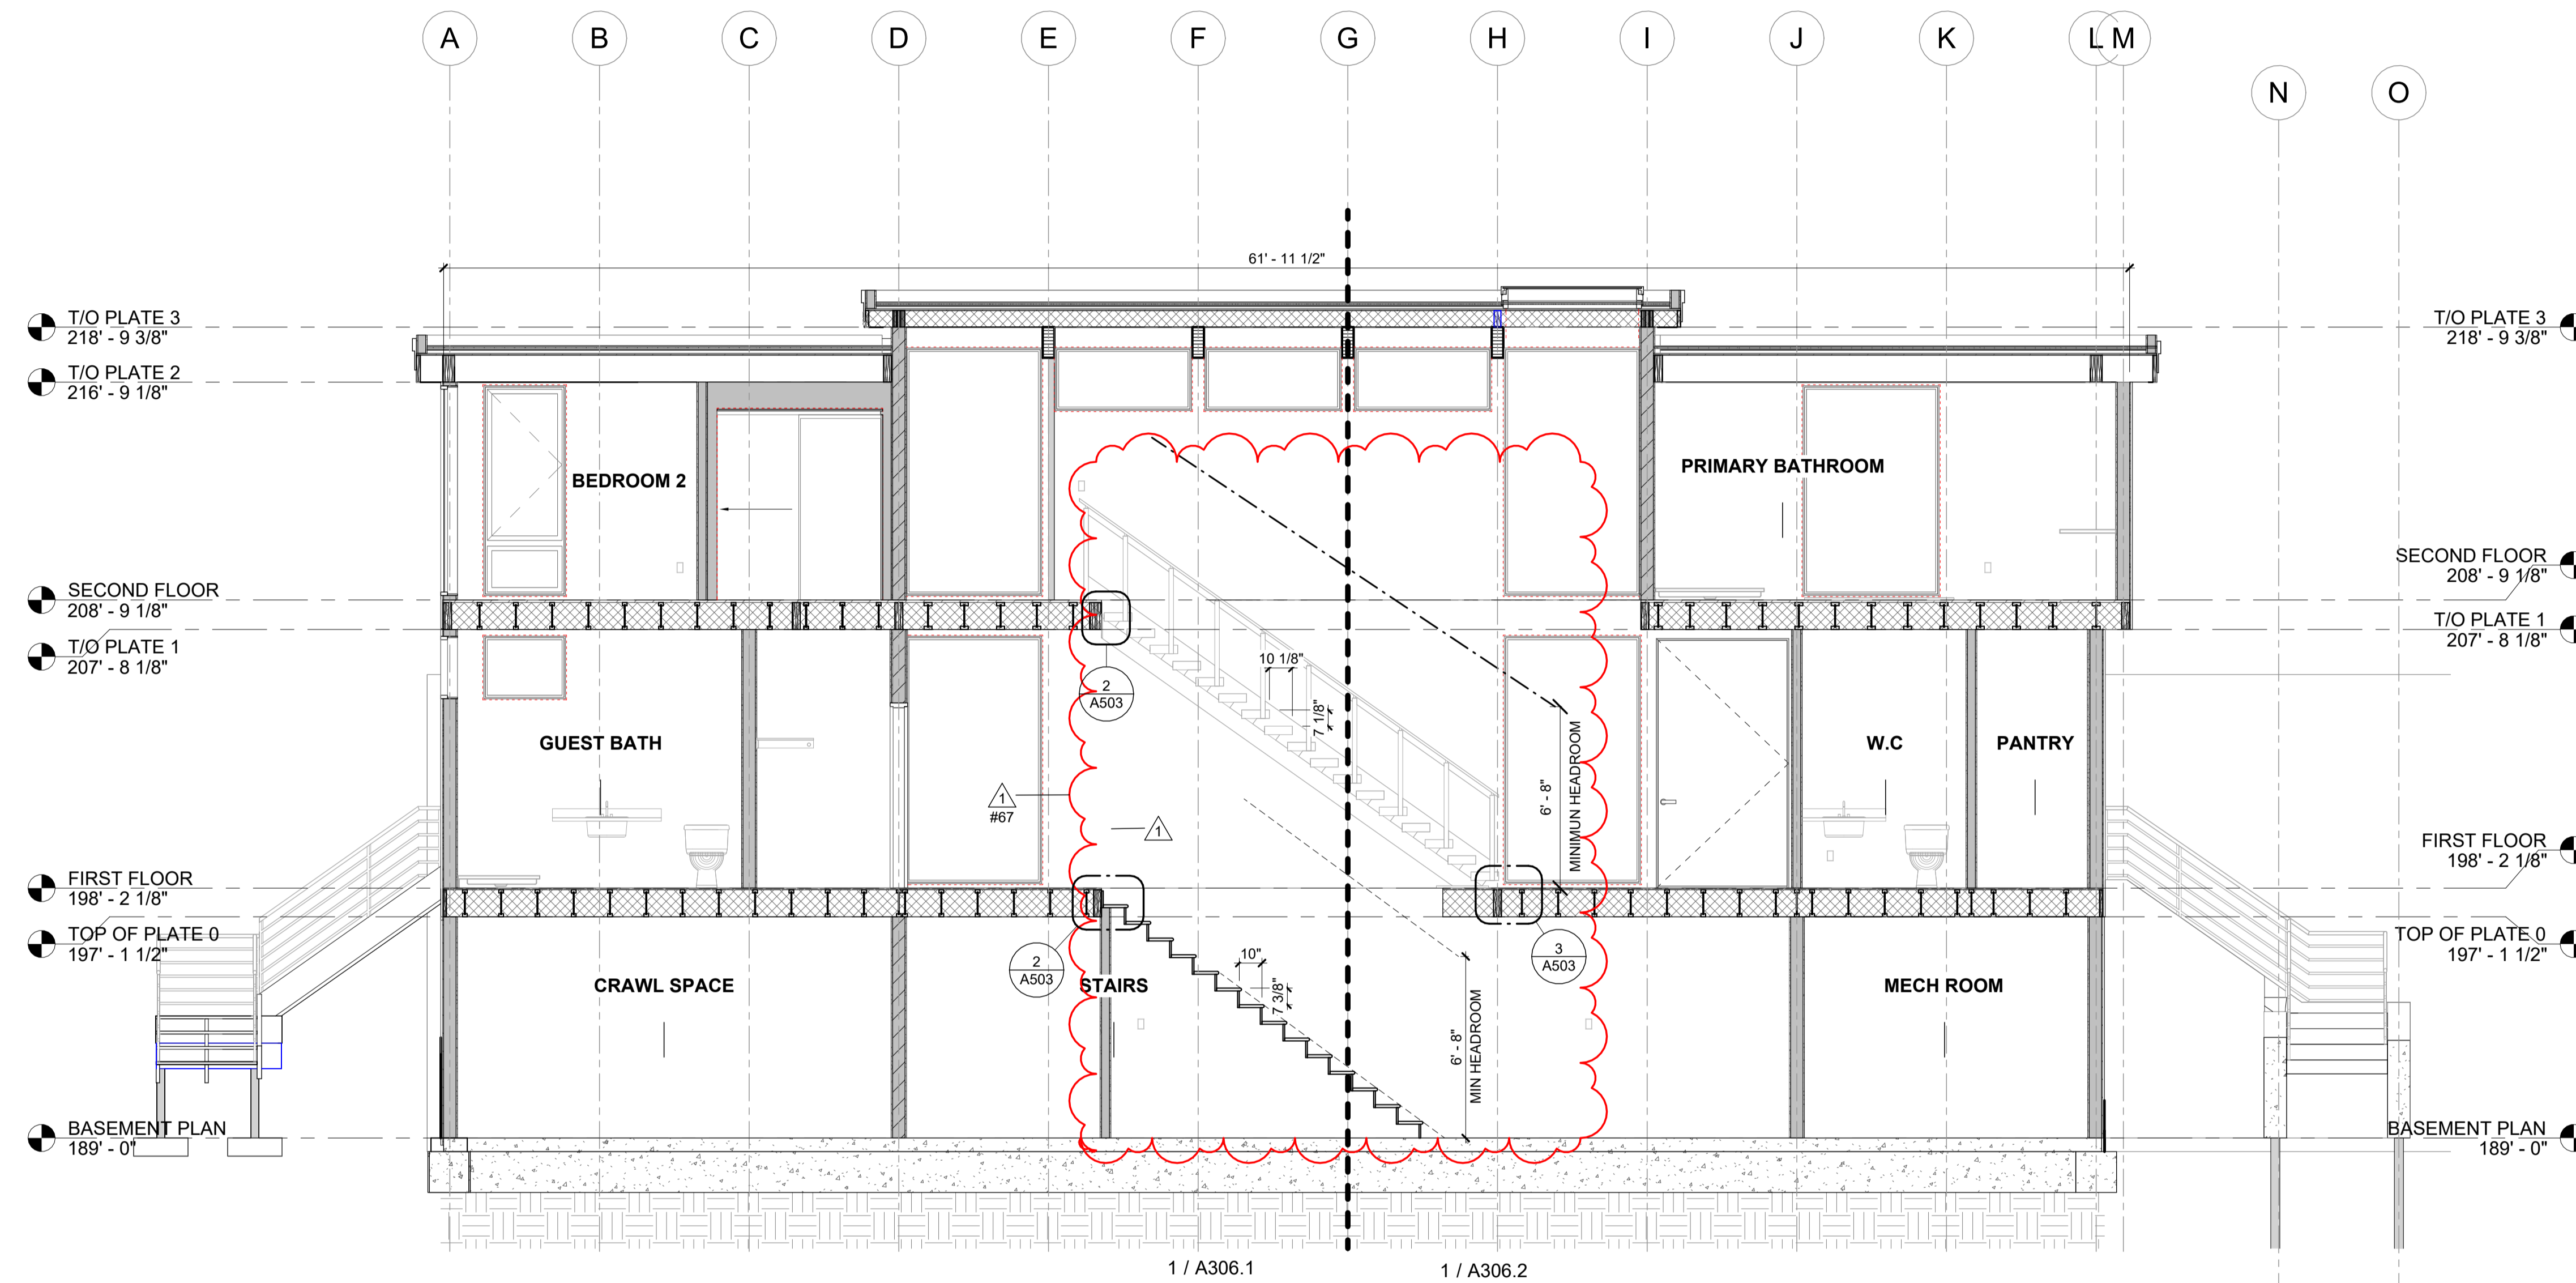 A B C D E F G H I J K L M
N O
61' - 11 1/2"
T/O PLATE 3
218' - 9 3/8"
T/O PLATE 3
218' - 9 3/8"
T/O PLATE 2
216' - 9 1/8"
BEDROOM 2
PRIMARY BATHROOM
SECOND FLOOR
208' - 9 1/8"
SECOND FLOOR
208' - 9 1/8"
T/O PLATE 1
207' - 8 1/8"
T/O PLATE 1
207' - 8 1/8"
10 1/8"
7 1/8"
2
A503
GUEST BATH
W.C
PANTRY
6' - 8"
MINIMUN HEADROOM
1
#67
1
FIRST FLOOR
198' - 2 1/8"
FIRST FLOOR
198' - 2 1/8"
TOP OF PLATE 0
197' - 1 1/2"
TOP OF PLATE 0
197' - 1 1/2"
2
A503
3
A503
10"
7 3/8"
CRAWL SPACE
STAIRS
MECH ROOM
6' - 8"
MIN HEADROOM
BASEMENT PLAN
189' - 0"
BASEMENT PLAN
189' - 0"
1 / A306.1
1 / A306.2